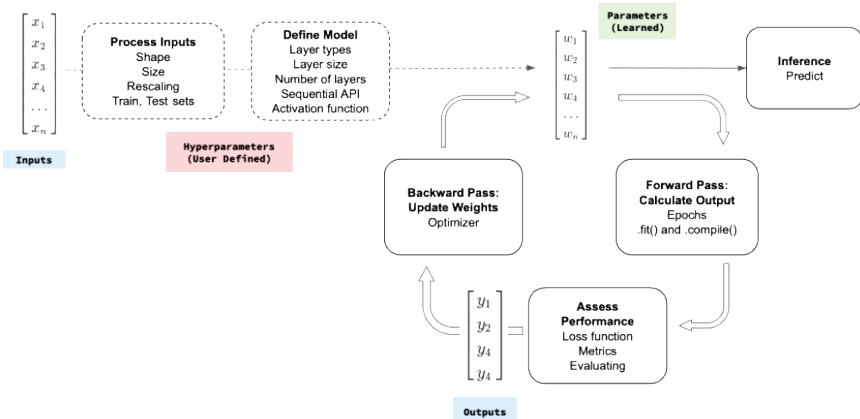 x₁
x₂
x₃
x₄
...
xₙ
Inputs
Process Inputs
Shape
Size
Rescaling
Train, Test sets
Define Model
Layer types
Layer size
Number of layers
Sequential API
Activation function
Hyperparameters
(User Defined)
w₁
w₂
w₃
w₄
...
wₙ
Parameters
(Learned)
Inference
Predict
Backward Pass:
Update Weights
Optimizer
Forward Pass:
Calculate Output
Epochs
.fit() and .compile()
y₁
y₂
y₄
y₄
Outputs
Assess
Performance
Loss function
Metrics
Evaluating